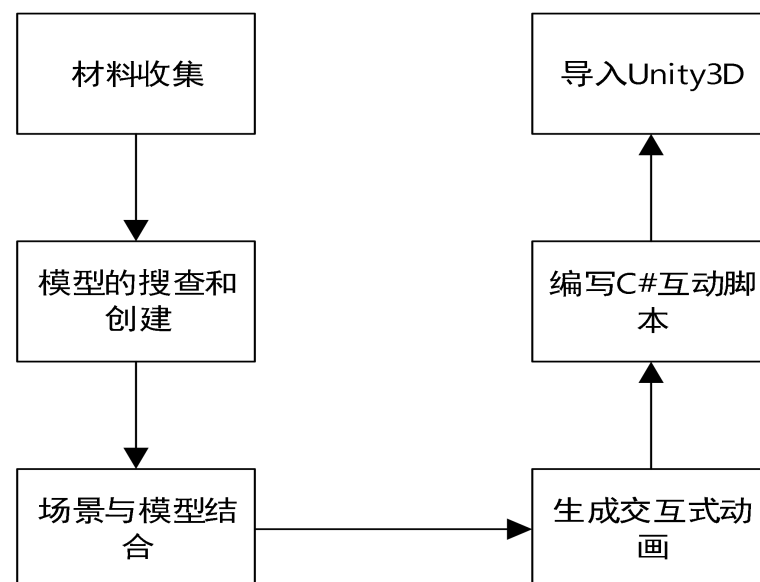 材料收集
模型的搜查和
创建
场景与模型结
合
生成交互式动
画
编写C#互动脚
本
导入Unity3D